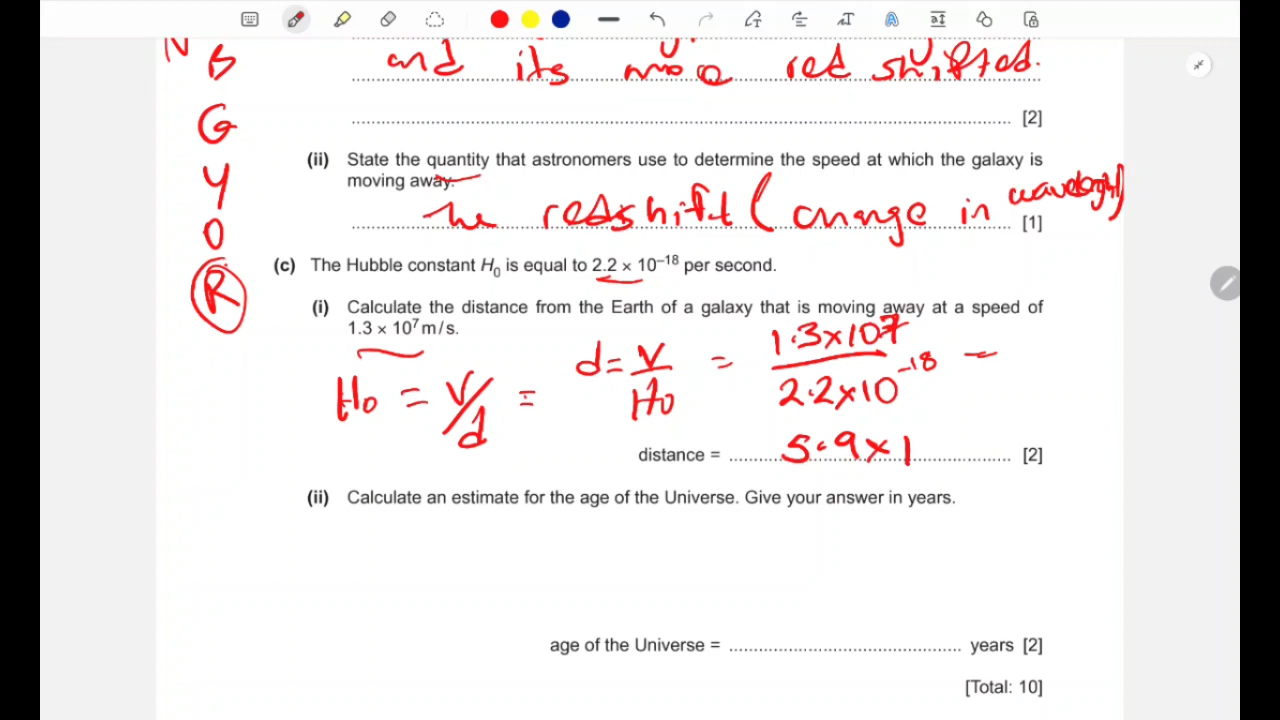 and its more red shifted.
B
G
Y
O
R
[2]
(ii) State the quantity that astronomers use to determine the speed at which the galaxy is
moving away.
the redshift (change in wavelength)
[1]
(c) The Hubble constant H₀ is equal to 2.2 × 10⁻¹⁸ per second.
(i) Calculate the distance from the Earth of a galaxy that is moving away at a speed of
1.3 × 10⁷ m/s.
H₀ = v/d = d = v/H₀ = 1.3×10⁷/2.2×10⁻¹⁸ =
distance = 5.9×1 [2]
(ii) Calculate an estimate for the age of the Universe. Give your answer in years.
age of the Universe = years [2]
[Total: 10]